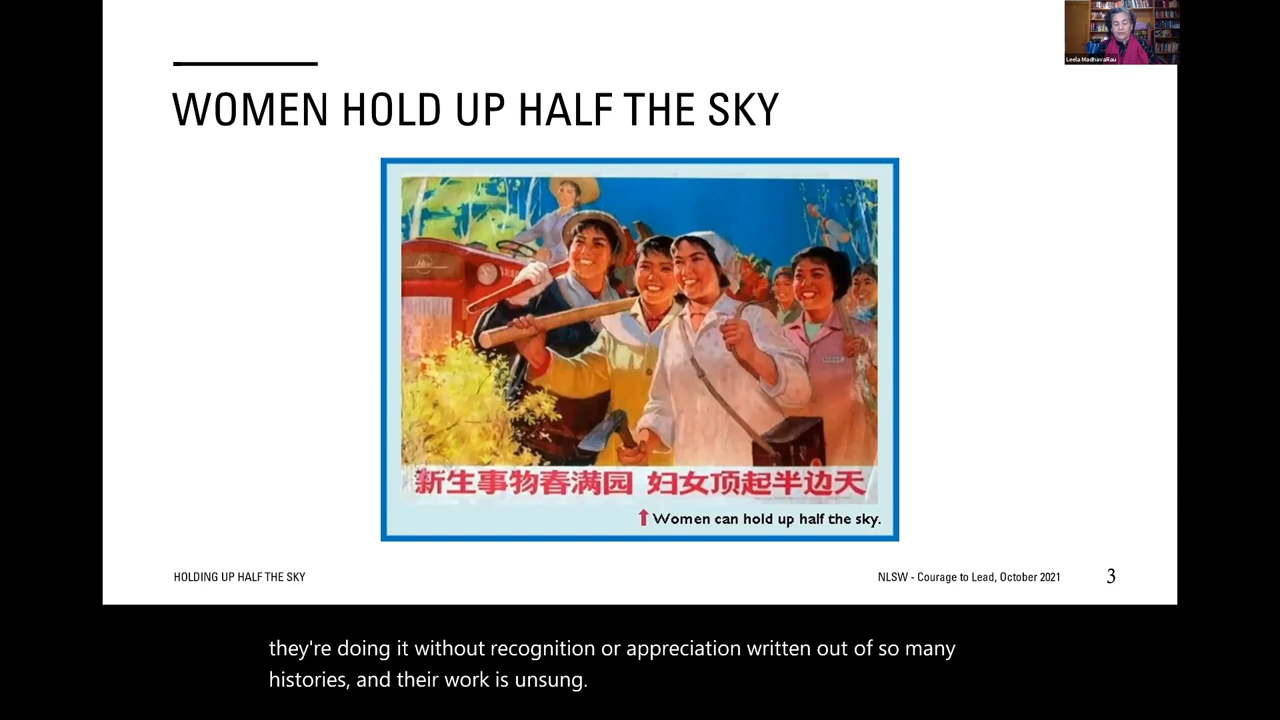 Leela MadhavaRau
WOMEN HOLD UP HALF THE SKY
新生事物春满园 妇女顶起半边天
Women can hold up half the sky.
HOLDING UP HALF THE SKY
NLSW - Courage to Lead, October 2021
3
they're doing it without recognition or appreciation written out of so many
histories, and their work is unsung.